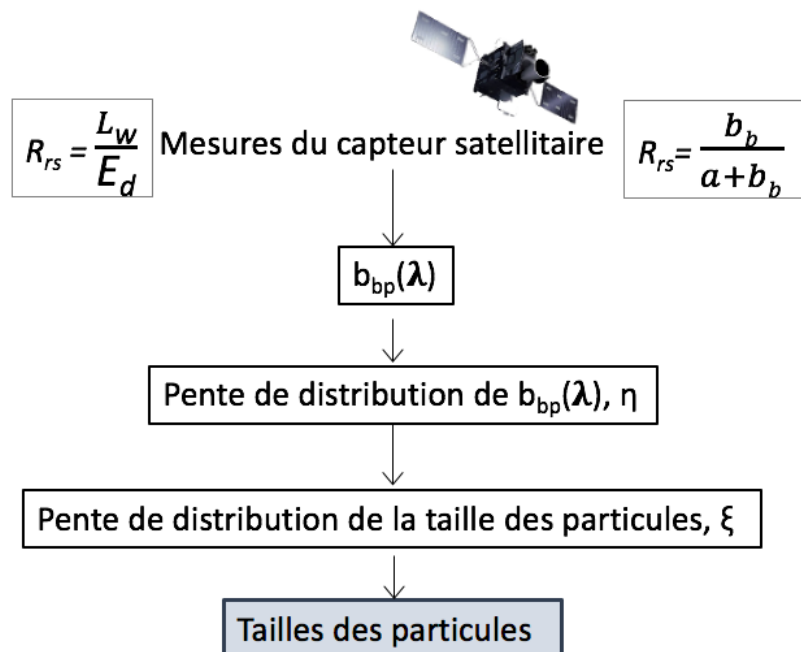 R_rs = L_w / E_d
Mesures du capteur satellitaire
R_rs = b_b / a+b_b
b_bp(λ)
Pente de distribution de b_bp(λ), η
Pente de distribution de la taille des particules, ξ
Tailles des particules